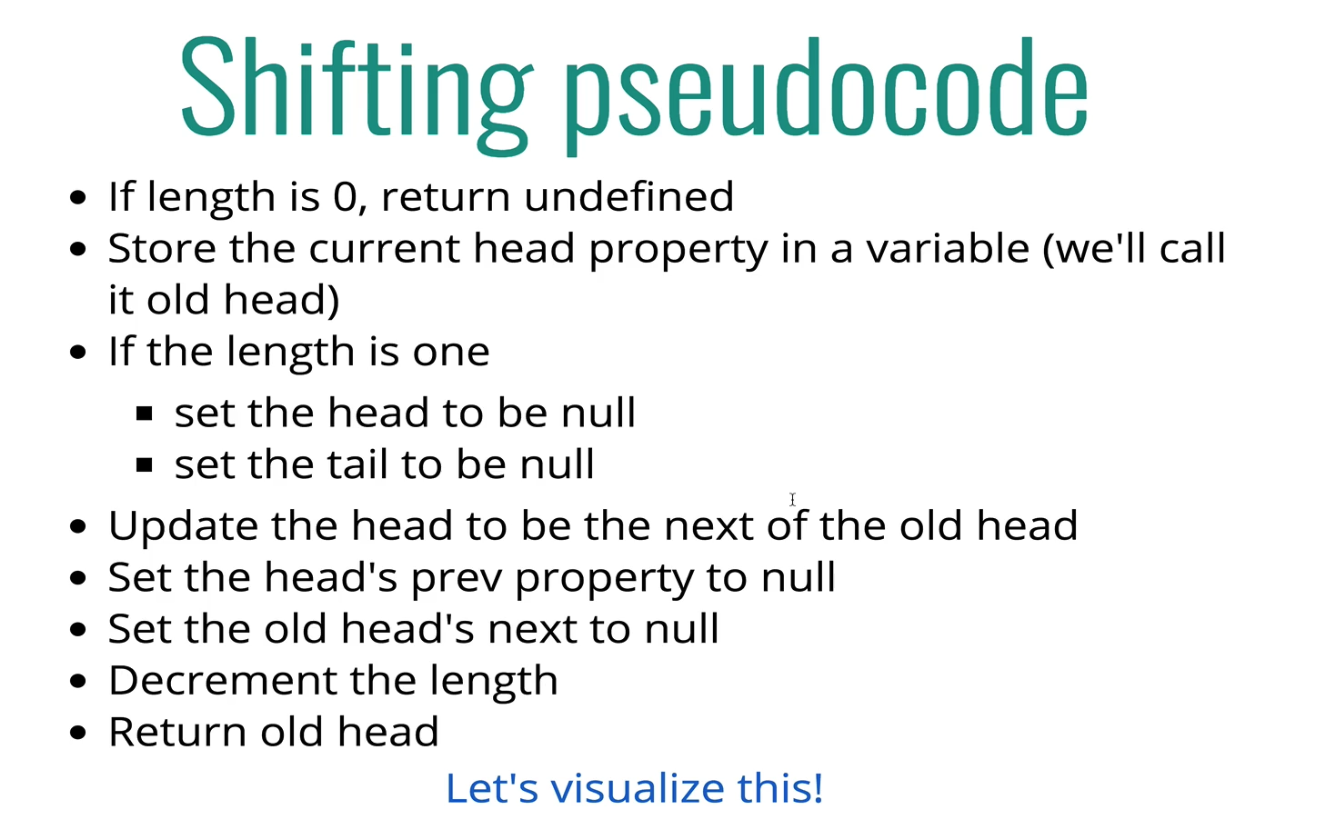 Shifting pseudocode
• If length is 0, return undefined
• Store the current head property in a variable (we'll call
it old head)
• If the length is one
▪ set the head to be null
▪ set the tail to be null
• Update the head to be the next of the old head
• Set the head's prev property to null
• Set the old head's next to null
• Decrement the length
• Return old head
Let's visualize this!